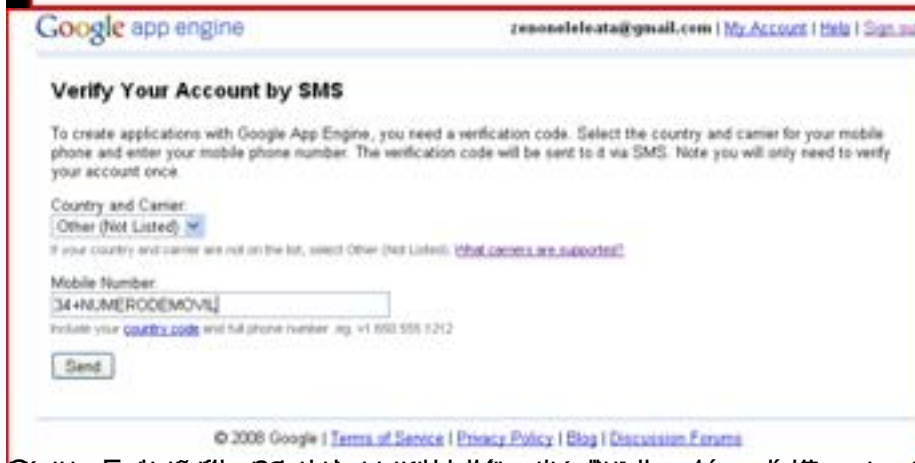 Google app engine
zenoneleleata@gmail.com | My Account | Help | Sign ou
Verify Your Account by SMS
To create applications with Google App Engine, you need a verification code. Select the country and carrier for your mobile
phone and enter your mobile phone number. The verification code will be sent to it via SMS. Note you will only need to verify
your account once.
Country and Carrier:
Other (Not Listed)
If your country and carrier are not on the list, select Other (Not Listed). What carriers are supported?
Mobile Number:
34+NUMERODEMOVIL
Include your country code and full phone number. eg. +1 650 555 1212
Send
© 2008 Google | Terms of Service | Privacy Policy | Blog | Discussion Forums